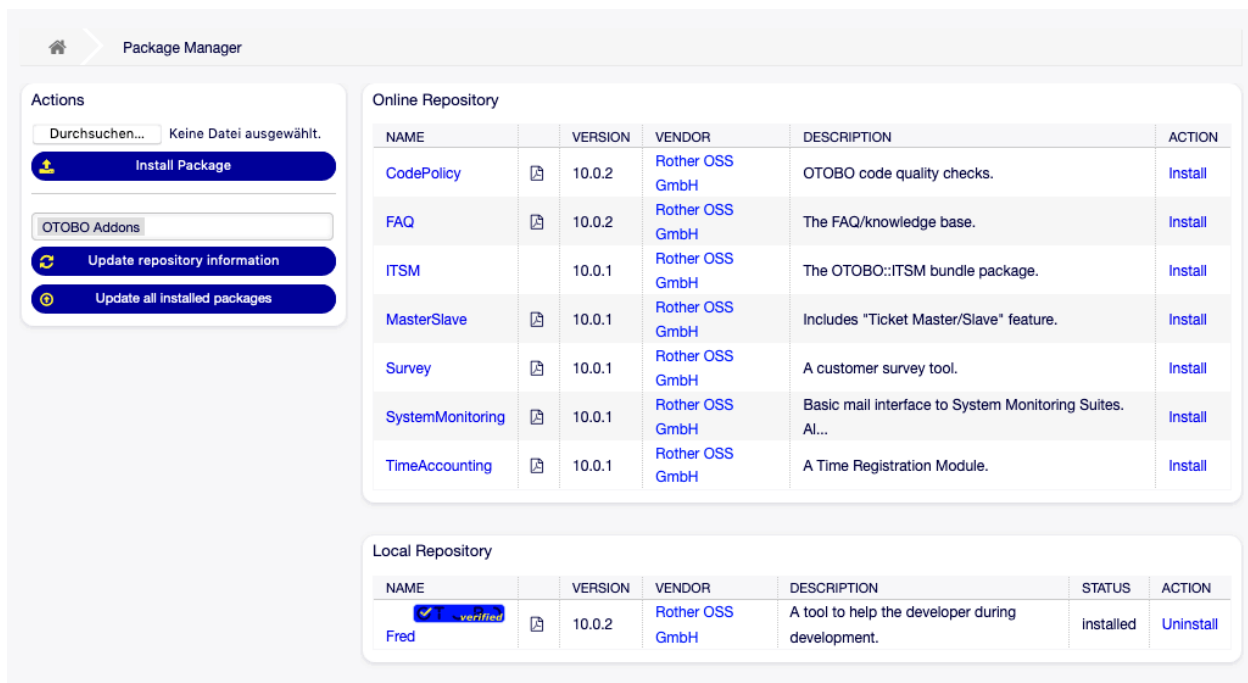 Package Manager
Actions
Durchsuchen... Keine Datei ausgewählt.
Install Package
OTOBO Addons
Update repository information
Update all installed packages
Online Repository
NAME VERSION VENDOR DESCRIPTION ACTION
CodePolicy 10.0.2 Rother OSS GmbH OTOBO code quality checks. Install
FAQ 10.0.2 Rother OSS GmbH The FAQ/knowledge base. Install
ITSM 10.0.1 Rother OSS GmbH The OTOBO::ITSM bundle package. Install
MasterSlave 10.0.1 Rother OSS GmbH Includes "Ticket Master/Slave" feature. Install
Survey 10.0.1 Rother OSS GmbH A customer survey tool. Install
SystemMonitoring 10.0.1 Rother OSS GmbH Basic mail interface to System Monitoring Suites. Al... Install
TimeAccounting 10.0.1 Rother OSS GmbH A Time Registration Module. Install
Local Repository
NAME VERSION VENDOR DESCRIPTION STATUS ACTION
verified
Fred 10.0.2 Rother OSS GmbH A tool to help the developer during development. installed Uninstall